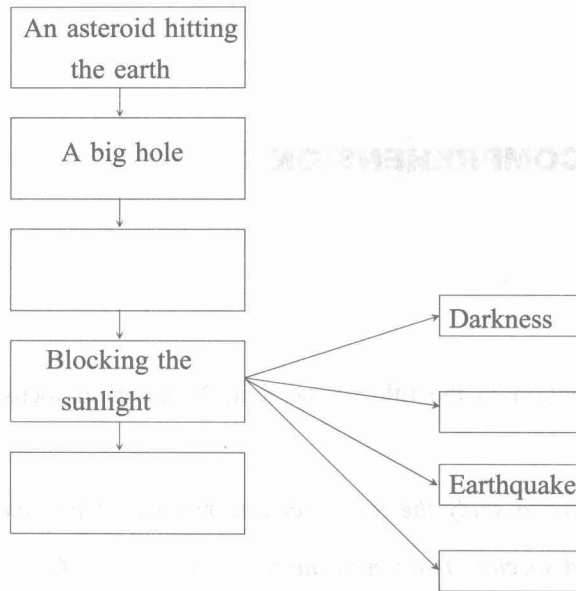 An asteroid hitting
the earth
A big hole
Blocking the
sunlight
Darkness
Earthquake